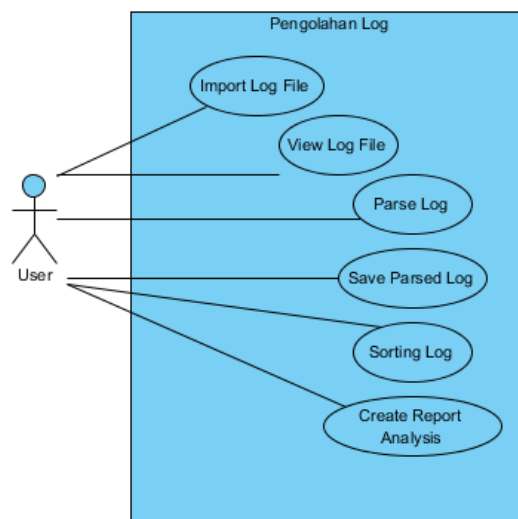 Pengolahan Log
Import Log File
View Log File
Parse Log
User
Save Parsed Log
Sorting Log
Create Report
Analysis